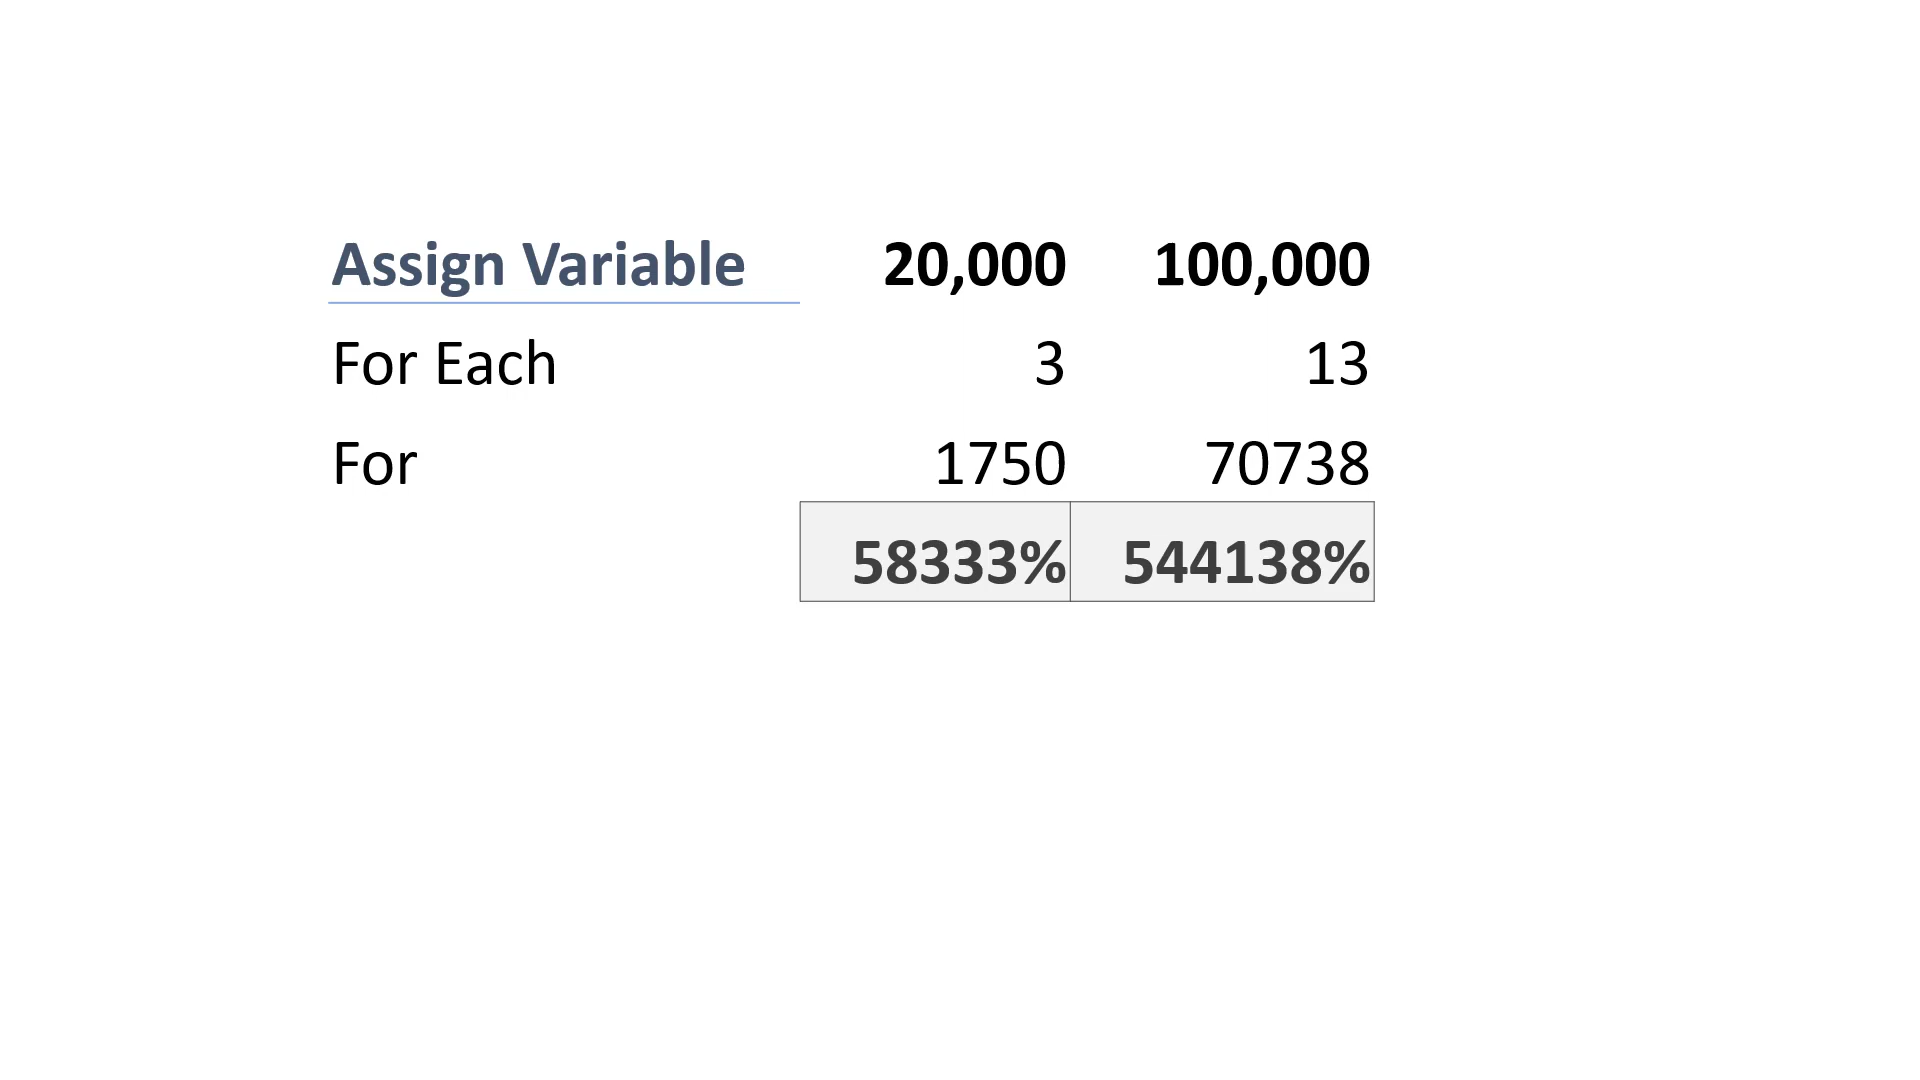 Assign Variable 20,000 100,000
For Each 3 13
For 1750 70738
58333% 544138%